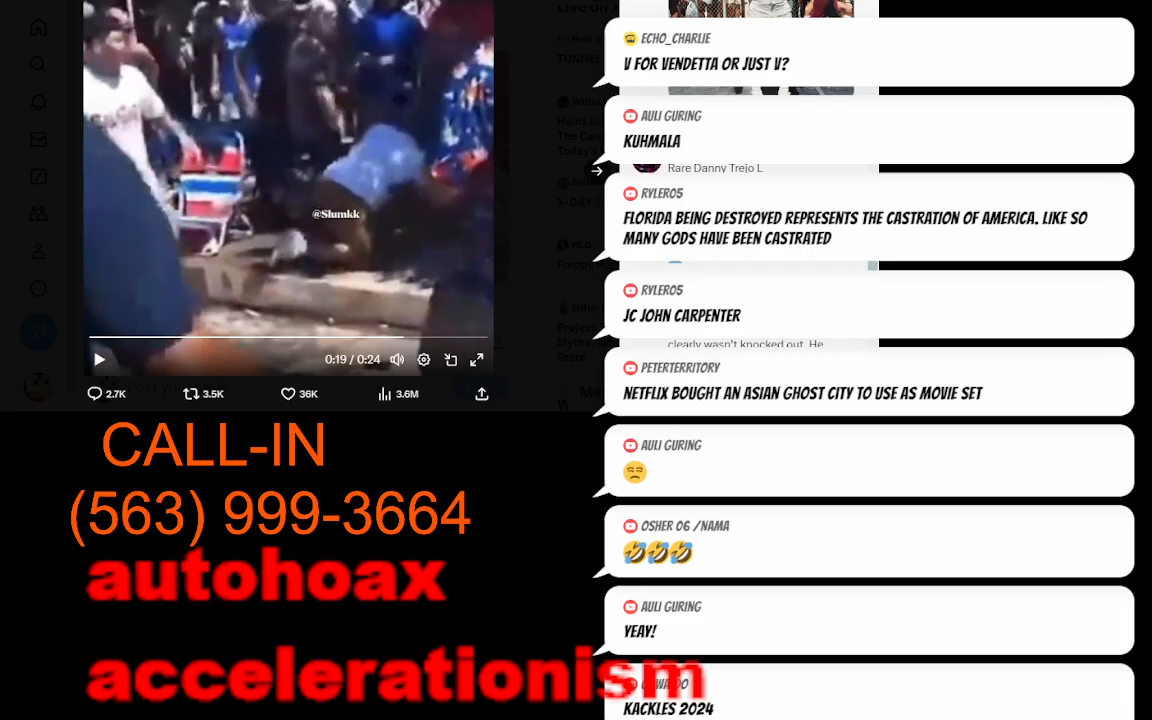 @Slumkk
0:19 / 0:24
2.7K
3.5K
36K
3.6M
CALL-IN
(563) 999-3664
autohoax
accelerationism
ECHO_CHARLIE
V FOR VENDETTA OR JUST V?
AULI GURING
KUHMALA
Rare Danny Trejo L
RYLER05
FLORIDA BEING DESTROYED REPRESENTS THE CASTRATION OF AMERICA. LIKE SO
MANY GODS HAVE BEEN CASTRATED
RYLER05
JC JOHN CARPENTER
clearly wasn't knocked out. He
PETERTERRITORY
NETFLIX BOUGHT AN ASIAN GHOST CITY TO USE AS MOVIE SET
AULI GURING
😒
OSHER 06 /NAMA
🤣🤣🤣
AULI GURING
YEAY!
KACKLES 2024